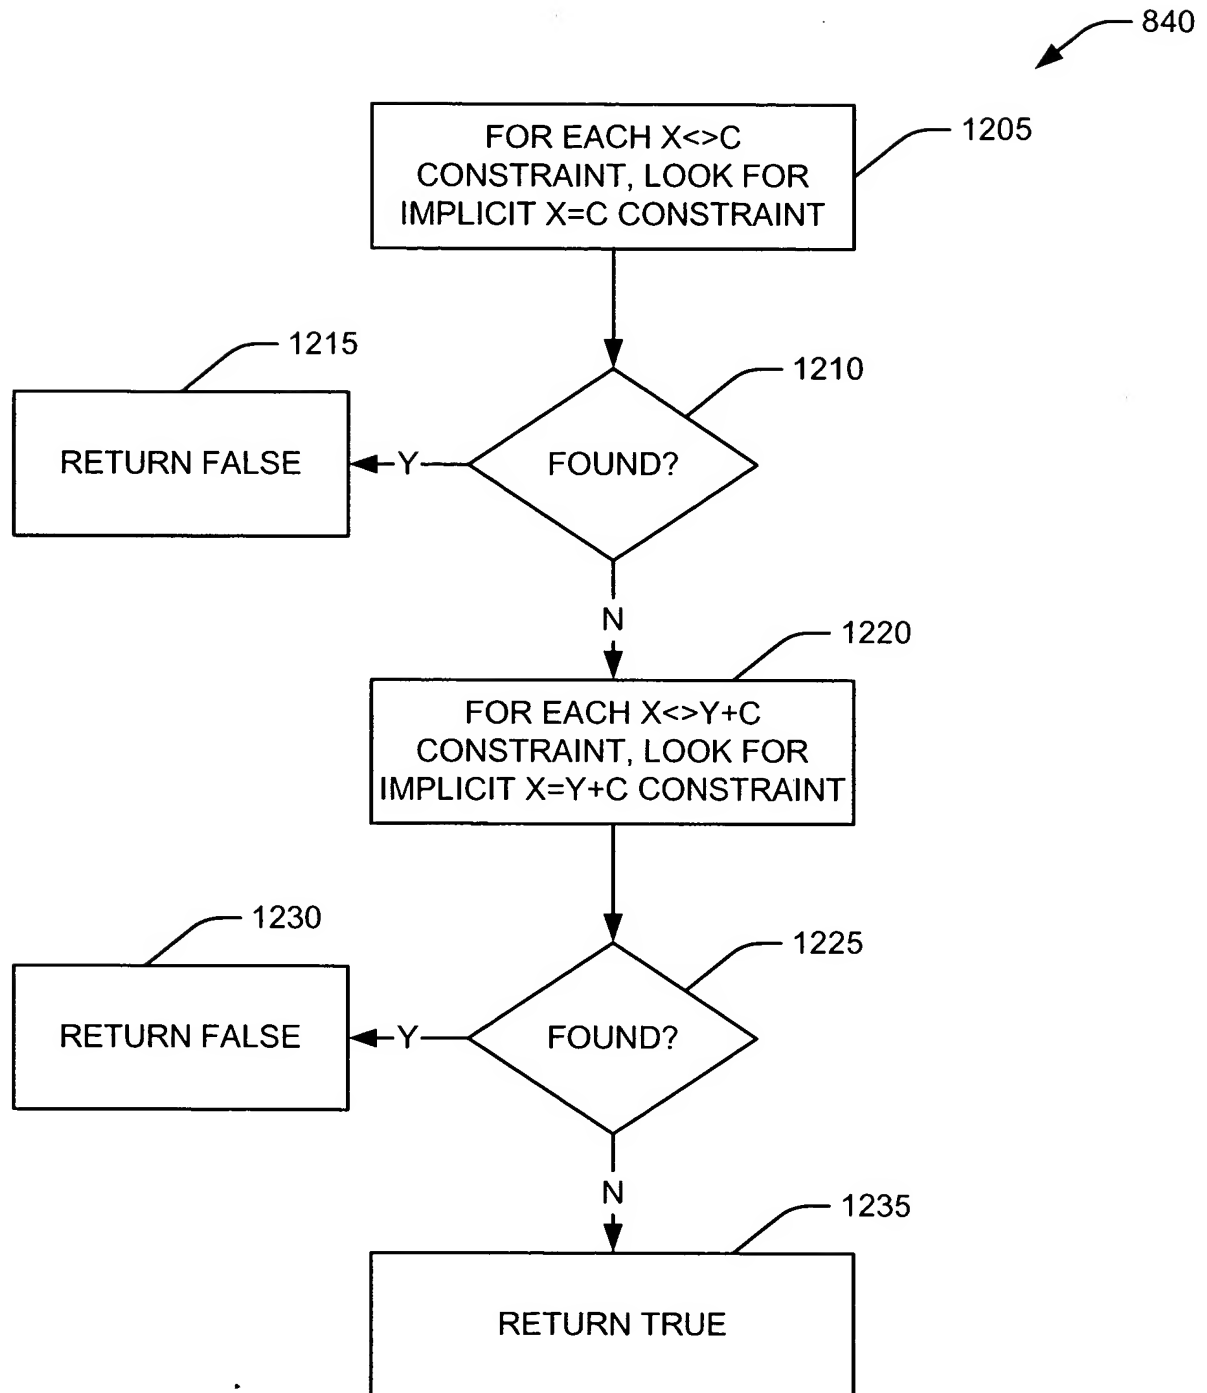 840
FOR EACH X<>C
CONSTRAINT, LOOK FOR
IMPLICIT X=C CONSTRAINT
1205
1215
1210
RETURN FALSE
Y
FOUND?
N
1220
FOR EACH X<>Y+C
CONSTRAINT, LOOK FOR
IMPLICIT X=Y+C CONSTRAINT
1230
1225
RETURN FALSE
Y
FOUND?
N
1235
RETURN TRUE